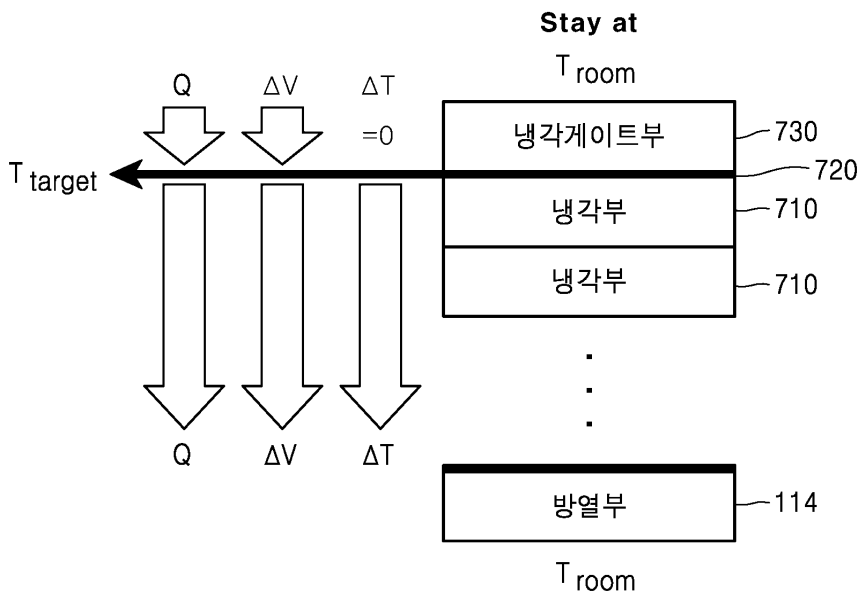 Stay at
T room
Q ΔV ΔT
=0
냉각게이트부 730
T target
720
냉각부 710
냉각부 710
Q ΔV ΔT
방열부 114
T room